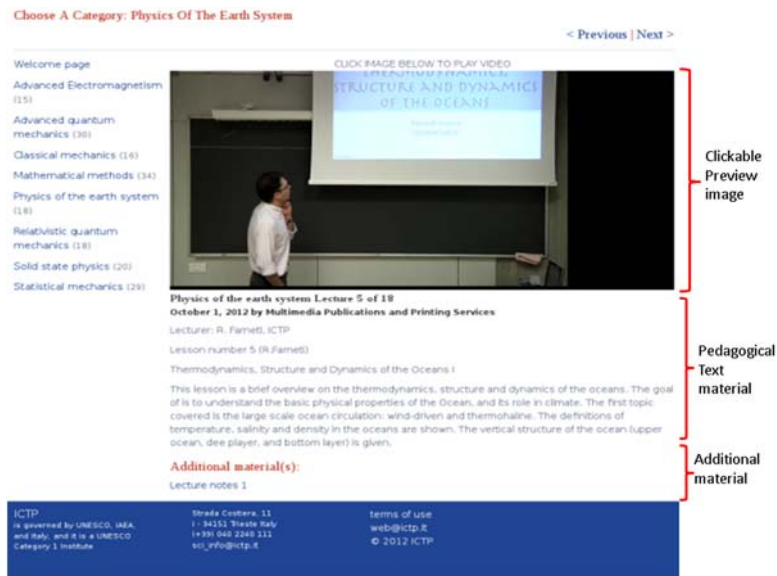 Choose A Category: Physics Of The Earth System
< Previous | Next >
Welcome page
Advanced Electromagnetism
(15)
Advanced quantum
mechanics (30)
Classical mechanics (16)
Mathematical methods (34)
Physics of the earth system
(18)
Relativistic quantum
mechanics (18)
Solid state physics (20)
Statistical mechanics (29)
CLICK IMAGE BELOW TO PLAY VIDEO
THERMODYNAMICS,
STRUCTURE AND DYNAMICS
OF THE OCEANS
Clickable
Preview
image
Physics of the earth system Lecture 5 of 18
October 1, 2012 by Multimedia Publications and Printing Services
Lecturer: R. Farneti, ICTP
Lesson number 5 (R.Farneti)
Thermodynamics, Structure and Dynamics of the Oceans I
This lesson is a brief overview on the thermodynamics, structure and dynamics of the oceans. The goal
of is to understand the basic physical properties of the Ocean, and its role in climate. The first topic
covered is the large scale ocean circulation: wind-driven and thermohaline. The definitions of
temperature, salinity and density in the oceans are shown. The vertical structure of the ocean (upper
ocean, dee player, and bottom layer) is given.
Pedagogical
Text
material
Additional material(s):
Lecture notes 1
Additional
material
ICTP
is governed by UNESCO, IAEA,
and Italy, and it is a UNESCO
Category 1 Institute
Strada Costiera, 11
I - 34151 Trieste Italy
(+39) 040 2240 111
sci_info@ictp.it
terms of use
web@ictp.it
© 2012 ICTP